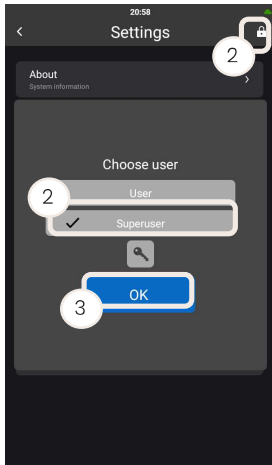 20:58
Settings
2
About
System information
Choose user
User
2
Superuser
OK
3